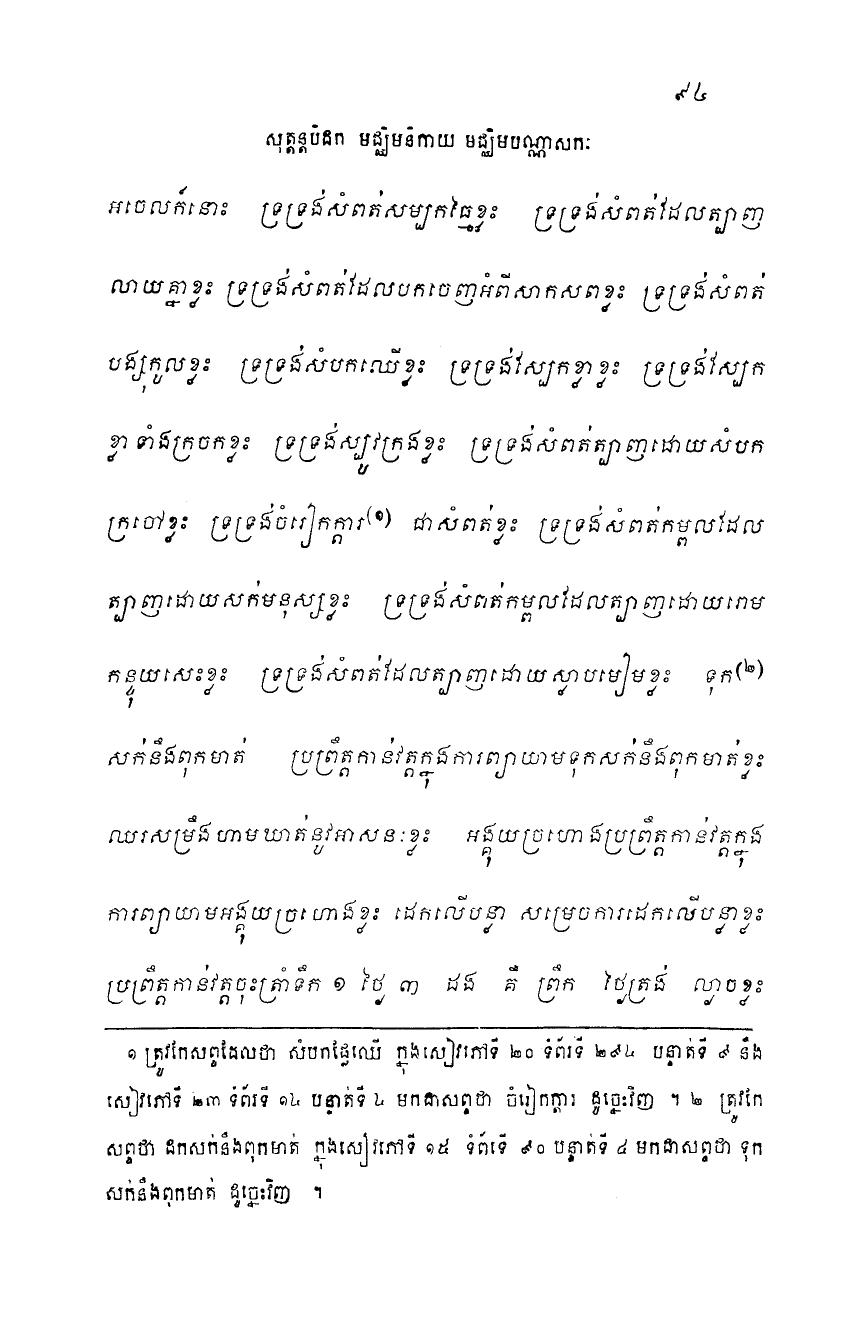 ៩៤
សុត្តន្តបិដក មជ្ឈិមនិកាយ មជ្ឈិមបណ្ណាសកៈ
អចេលក៍នោះ ទ្រទ្រង់សំពត់សម្បកធ្មៃខ្លះ ទ្រទ្រង់សំពត់ដែលត្បាញ
លាយគ្នាខ្លះ ទ្រទ្រង់សំពត់ដែលបកចេញអំពីសាកសពខ្លះ ទ្រទ្រង់សំពត់
បង្សុកូលខ្លះ ទ្រទ្រង់សំបកឈើខ្លះ ទ្រទ្រង់ស្បែកខ្លាខ្លះ ទ្រទ្រង់ស្បែក
ខ្លា ទាំងក្រចកខ្លះ ទ្រទ្រង់ស្បូវក្រងខ្លះ ទ្រទ្រង់សំពត់ត្បាញដោយសំបក
ក្រចៅខ្លះ ទ្រទ្រង់ចំរៀកក្តារ(១) ជាសំពត់ខ្លះ ទ្រទ្រង់សំពត់កម្ពលដែល
ត្បាញដោយសក់មនុស្សខ្លះ ទ្រទ្រង់សំពត់កម្ពលដែលត្បាញដោយរោម
កន្ទុយសេះខ្លះ ទ្រទ្រង់សំពត់ដែលត្បាញដោយស្លាបមៀមខ្លះ ទុក(២)
សក់នឹងពុកមាត់ ប្រព្រឹត្តកាន់វត្តក្នុងការព្យាយាមទុកសក់នឹងពុកមាត់ខ្លះ
ឈរសម្រឹងហាមឃាត់នូវអាសនៈខ្លះ អង្គុយច្រហោងប្រព្រឹត្តកាន់វត្តក្នុង
ការព្យាយាមអង្គុយច្រហោងខ្លះ ដេកលើបន្លា សម្រេចការដេកលើបន្លាខ្លះ
ប្រព្រឹត្តកាន់វត្តចុះត្រាំទឹក ១ ថ្ងៃ ៣ ដង គឺ ព្រឹក ថ្ងៃត្រង់ ល្ងាចខ្លះ
១ ត្រូវកែសព្ទដែលថា សំបកផ្លែឈើ ក្នុងសៀវភៅទី ២០ ទំព័រទី ២៩៤ បន្ទាត់ទី ៩ នឹង
សៀវភៅទី ២៣ ទំព័រទី ១៤ បន្ទាត់ទី ៤ មកជាសព្ទថា ចំរៀកក្តារ ដូច្នេះវិញ ។ ២ ត្រូវកែ
សព្ទថា ដកសក់នឹងពុកមាត់ ក្នុងសៀវភៅទី ១៥ ទំព័រទី ៩០ បន្ទាត់ទី ៨ មកជាសព្ទថា ទុក
សក់នឹងពុកមាត់ ដូច្នេះវិញ ។